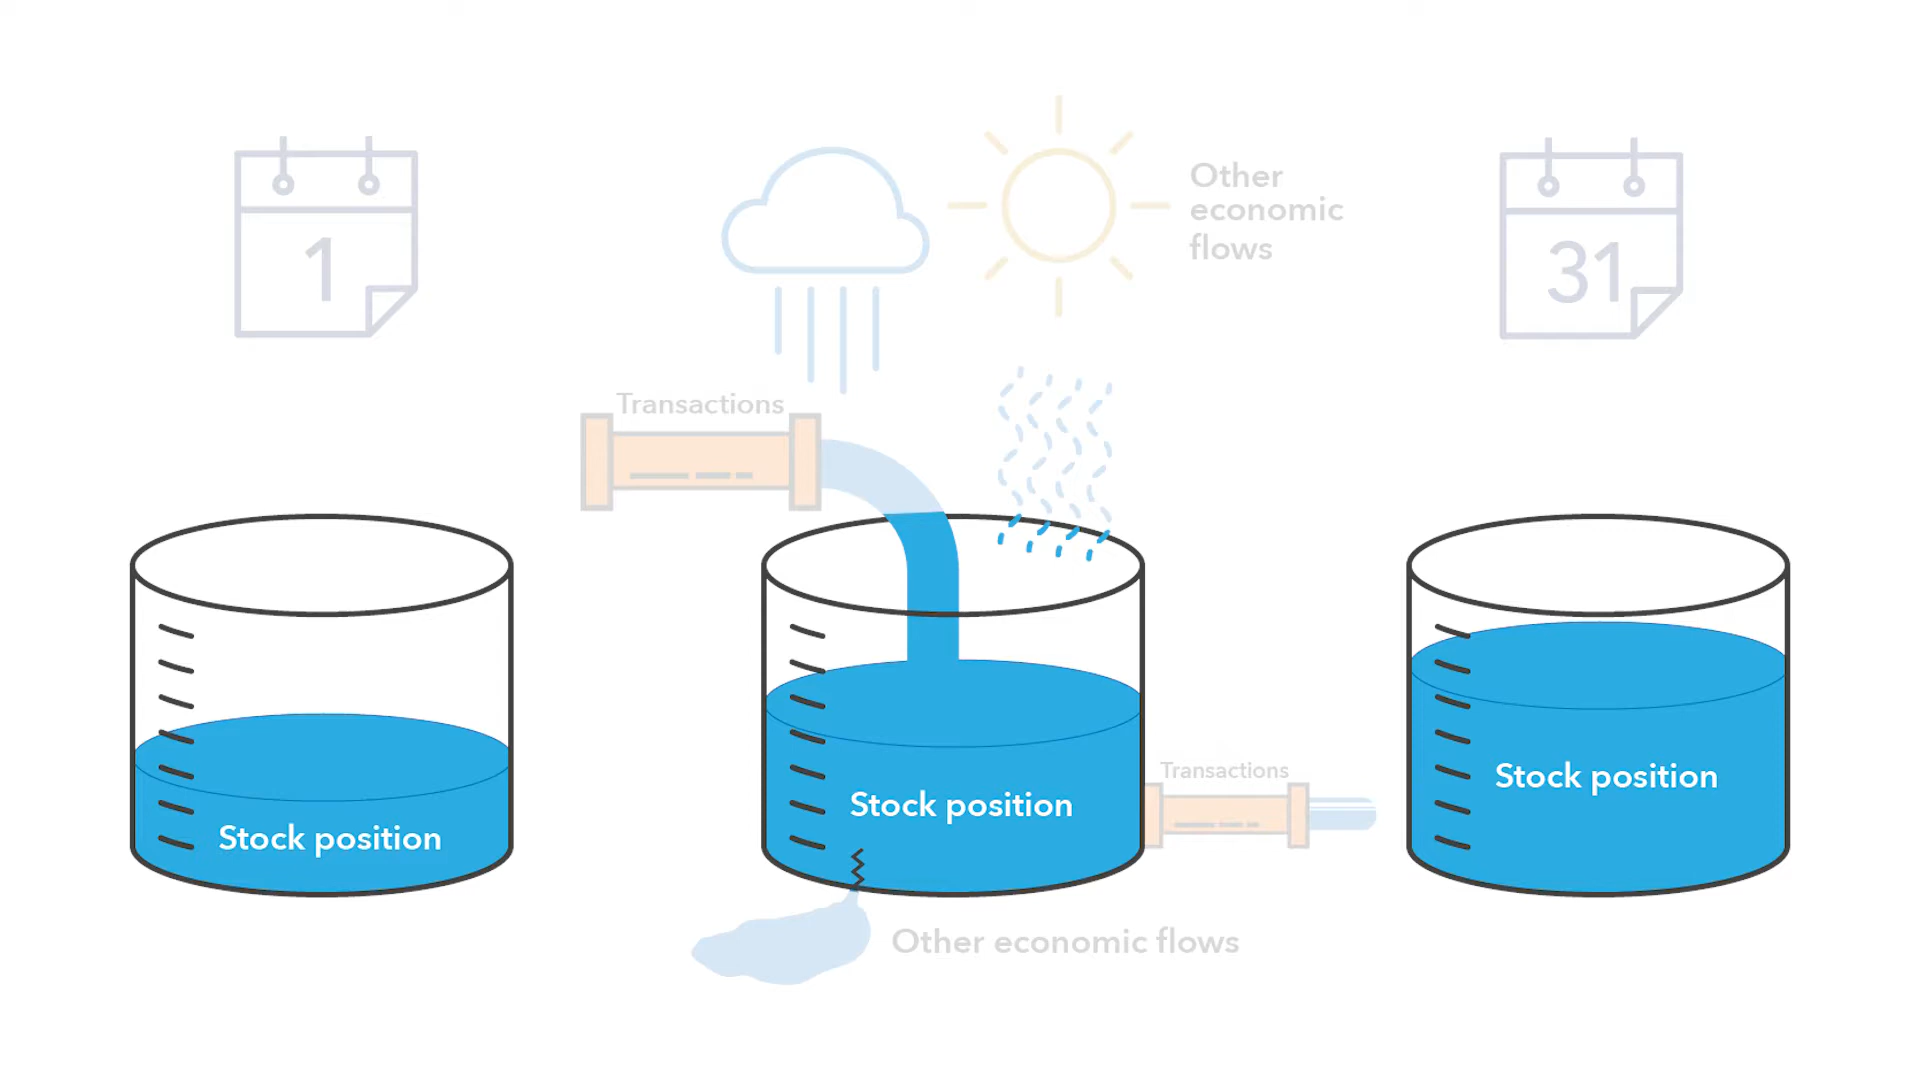 1
Other
economic
flows
31
Transactions
Transactions
Stock position
Stock position
Stock position
Other economic flows